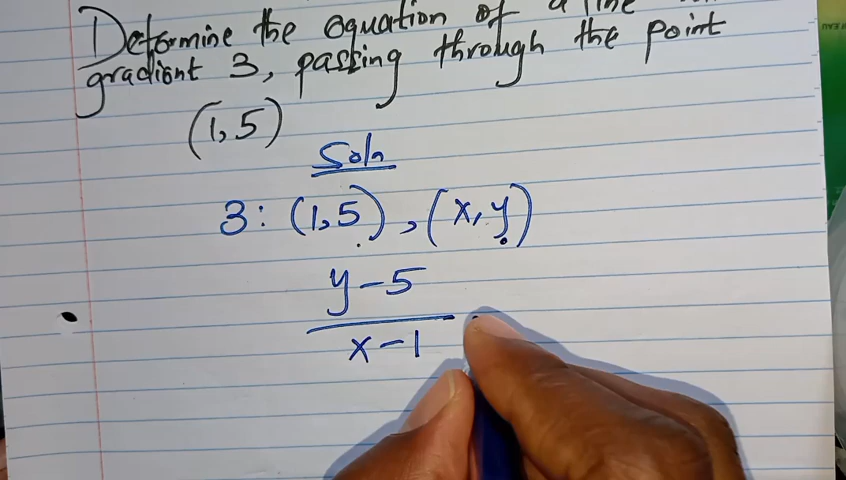 Determine the equation of a line
gradient 3, passing through the point
(1,5)
Soln
3: (1,5), (x,y)
y-5
x-1